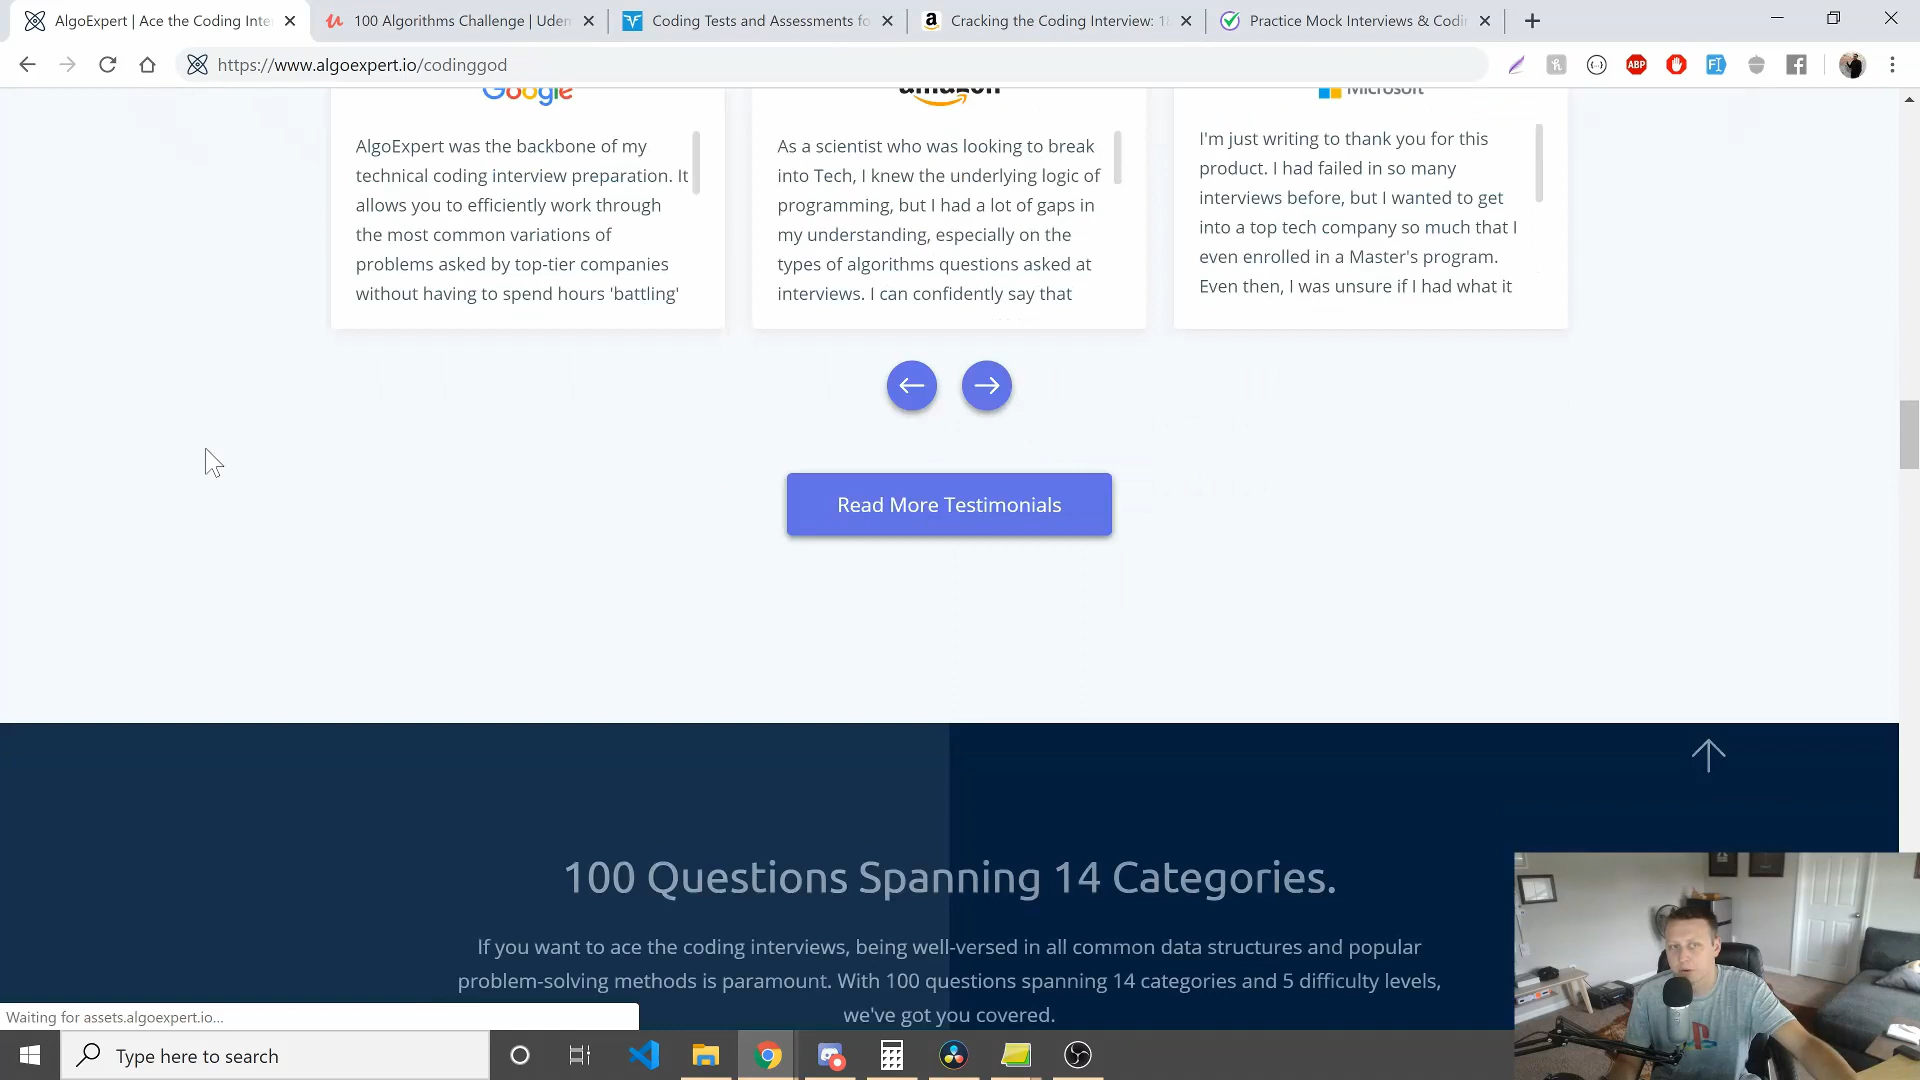 AlgoExpert | Ace the Coding Inte
100 Algorithms Challenge | Uden
Coding Tests and Assessments fo
Cracking the Coding Interview: 18
Practice Mock Interviews & Codin
https://www.algoexpert.io/codinggod
ABP
Google
amazon
Microsoft
AlgoExpert was the backbone of my
technical coding interview preparation. It
allows you to efficiently work through
the most common variations of
problems asked by top-tier companies
without having to spend hours 'battling'
As a scientist who was looking to break
into Tech, I knew the underlying logic of
programming, but I had a lot of gaps in
my understanding, especially on the
types of algorithms questions asked at
interviews. I can confidently say that
I'm just writing to thank you for this
product. I had failed in so many
interviews before, but I wanted to get
into a top tech company so much that I
even enrolled in a Master's program.
Even then, I was unsure if I had what it
Read More Testimonials
100 Questions Spanning 14 Categories.
If you want to ace the coding interviews, being well-versed in all common data structures and popular
problem-solving methods is paramount. With 100 questions spanning 14 categories and 5 difficulty levels,
we've got you covered.
Waiting for assets.algoexpert.io...
Type here to search